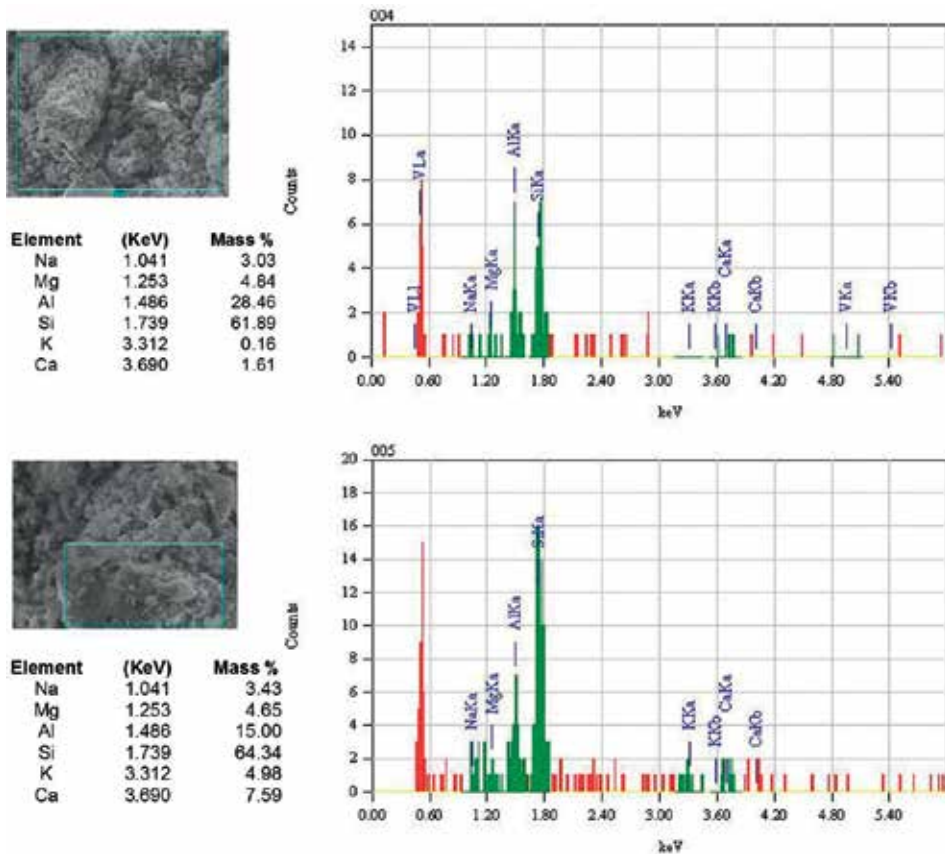 004
14
12
10
8
6
4
2
0
Counts
VLl
VLa
NaKa
MgKa
AlKa
SiKa
KKa
KKb
CaKa
CaKb
VKa
VKb
0.00 0.60 1.20 1.80 2.40 3.00 3.60 4.20 4.80 5.40
keV
Element (KeV) Mass %
Na 1.041 3.03
Mg 1.253 4.84
Al 1.486 28.46
Si 1.739 61.89
K 3.312 0.16
Ca 3.690 1.61
005
20
18
16
14
12
10
8
6
4
2
0
Counts
NaKa
MgKa
AlKa
SiKa
KKa
KKb
CaKa
CaKb
0.00 0.60 1.20 1.80 2.40 3.00 3.60 4.20 4.80 5.40
keV
Element (KeV) Mass %
Na 1.041 3.43
Mg 1.253 4.65
Al 1.486 15.00
Si 1.739 64.34
K 3.312 4.98
Ca 3.690 7.59